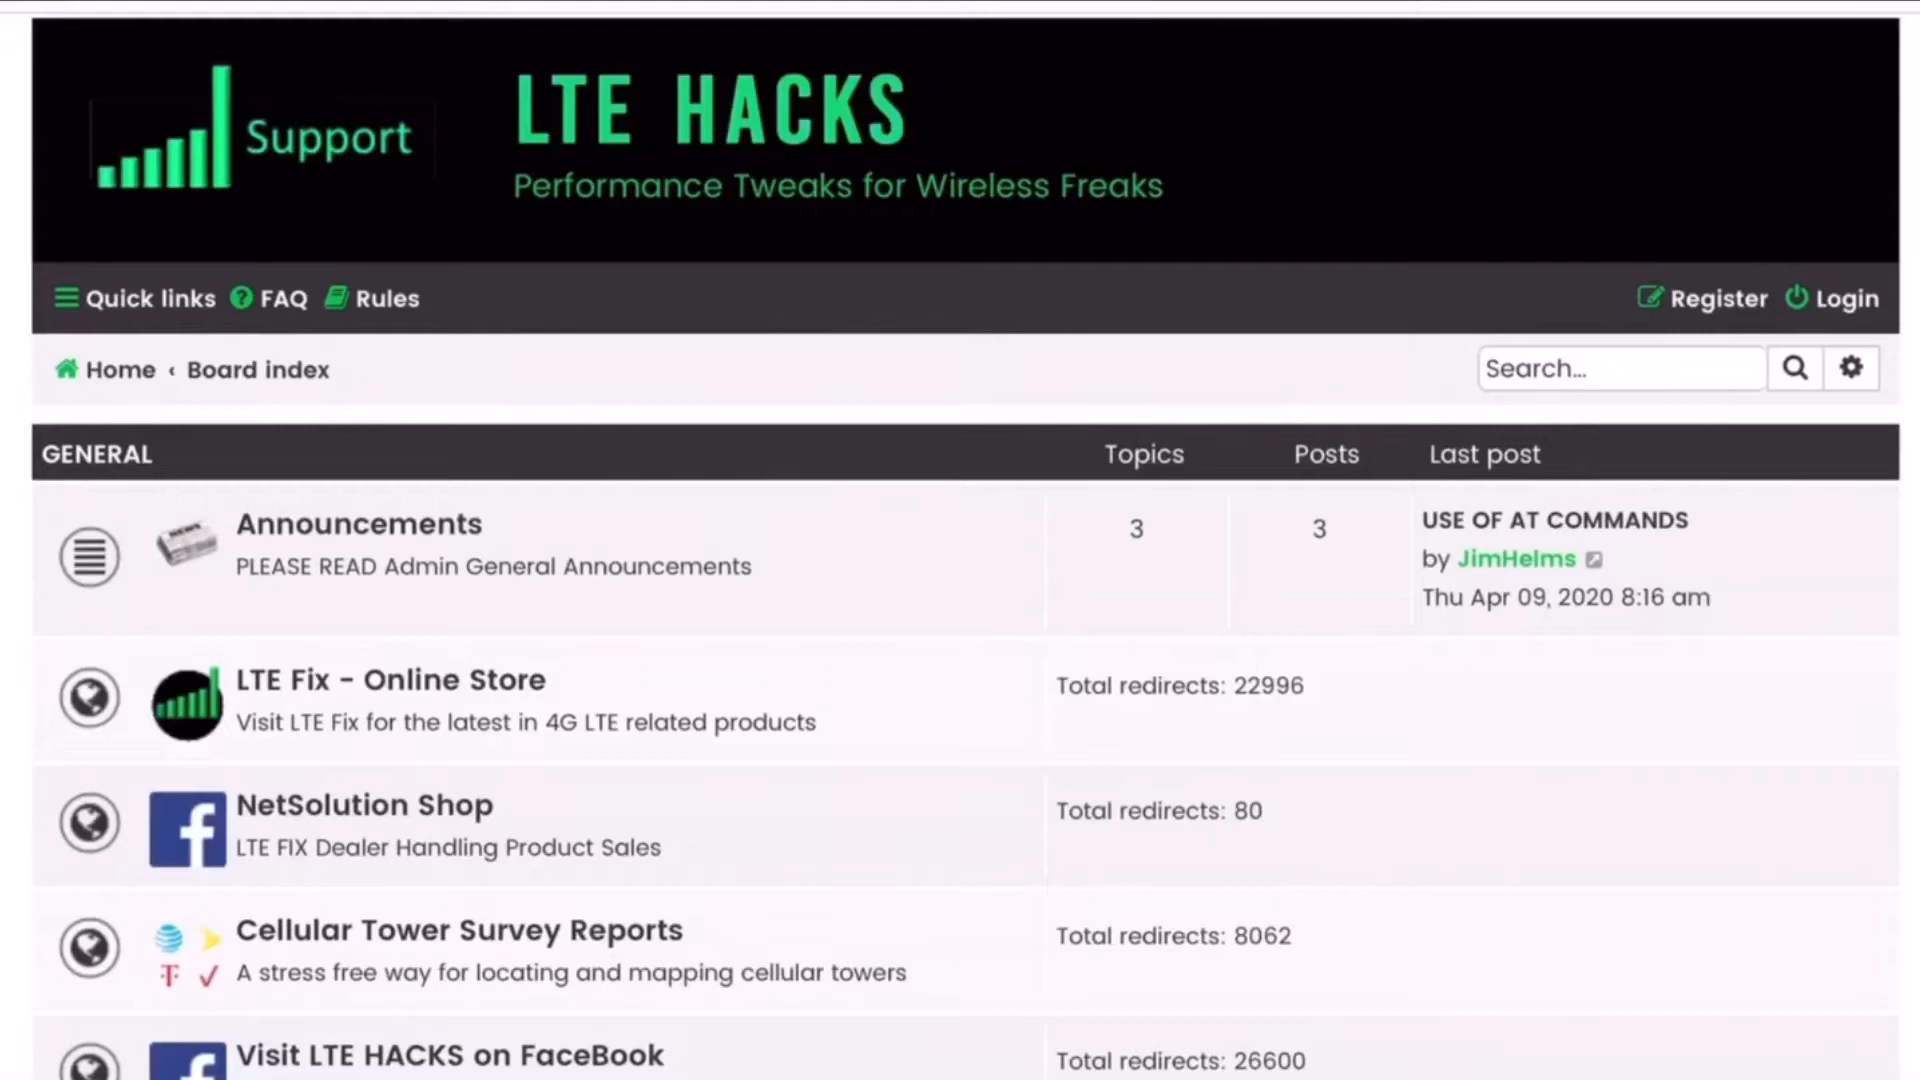 Support
LTE HACKS
Performance Tweaks for Wireless Freaks
Quick links FAQ Rules
Register Login
Home ‹ Board index
Search...
GENERAL Topics Posts Last post
Announcements
PLEASE READ Admin General Announcements
3
3
USE OF AT COMMANDS
by JimHelms
Thu Apr 09, 2020 8:16 am
LTE Fix - Online Store
Visit LTE Fix for the latest in 4G LTE related products
Total redirects: 22996
NetSolution Shop
LTE FIX Dealer Handling Product Sales
Total redirects: 80
Cellular Tower Survey Reports
A stress free way for locating and mapping cellular towers
Total redirects: 8062
Visit LTE HACKS on FaceBook
Total redirects: 26600